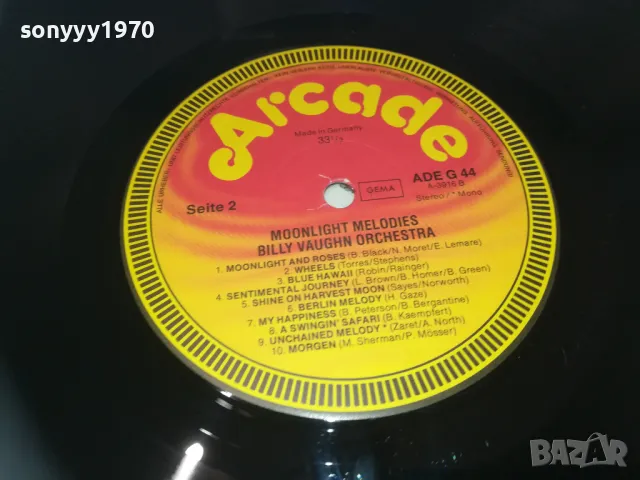 sonyyy1970
Arcade
Made in Germany
33⅓
GEMA
ADE G 44
A-3916 B
Stereo/*Mono
Seite 2
MOONLIGHT MELODIES
BILLY VAUGHN ORCHESTRA
1. MOONLIGHT AND ROSES (B. Black/N. Moret/E. Lemare)
2. WHEELS (Torres/Stephens)
3. BLUE HAWAII (Robin/Rainger)
4. SENTIMENTAL JOURNEY (L. Brown/B. Homer/B. Green)
5. SHINE ON HARVEST MOON (Sayes/Norworth)
6. BERLIN MELODY (H. Gaze)
7. MY HAPPINESS (B. Peterson/B. Bergantine)
8. A SWINGIN' SAFARI (B. Kaempfert)
9. UNCHAINED MELODY * (Zaret/A. North)
10. MORGEN (M. Sherman/P. Mösser)
BAZAR